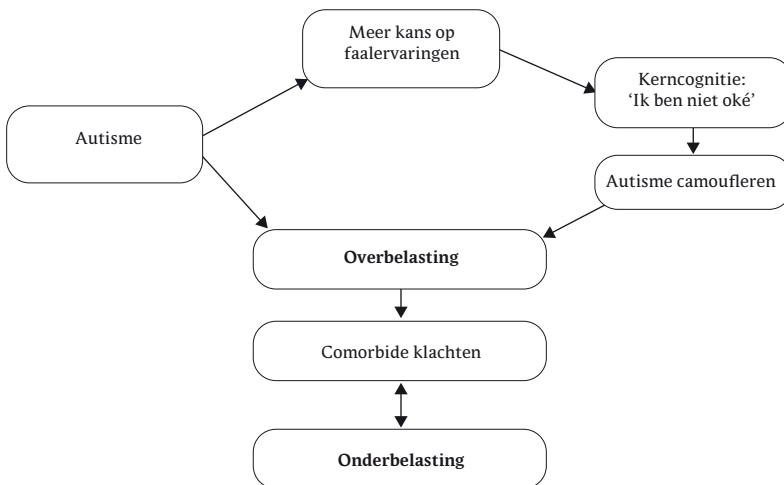 Meer kans op
faalervaringen
Kerncognitie:
‘Ik ben niet oké’
Autisme
Autisme camoufleren
Overbelasting
Comorbide klachten
Onderbelasting